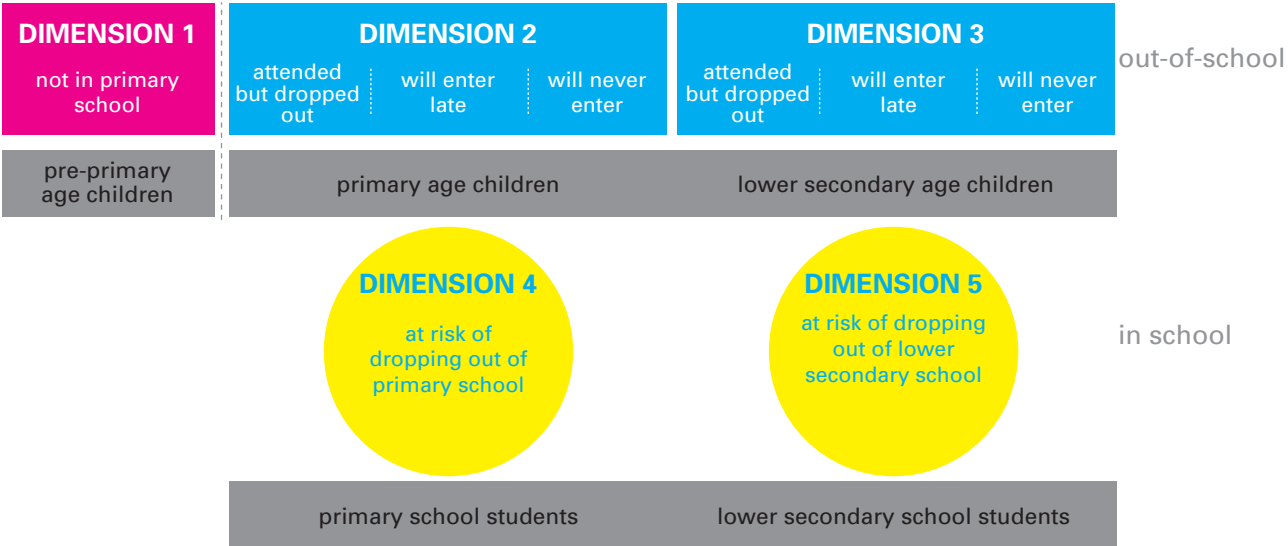 DIMENSION 1
not in primary
school
DIMENSION 2
attended
but dropped
out
will enter
late
will never
enter
DIMENSION 3
attended
but dropped
out
will enter
late
will never
enter
out-of-school
pre-primary
age children
primary age children
lower secondary age children
DIMENSION 4
at risk of
dropping out of
primary school
DIMENSION 5
at risk of dropping
out of lower
secondary school
in school
primary school students
lower secondary school students